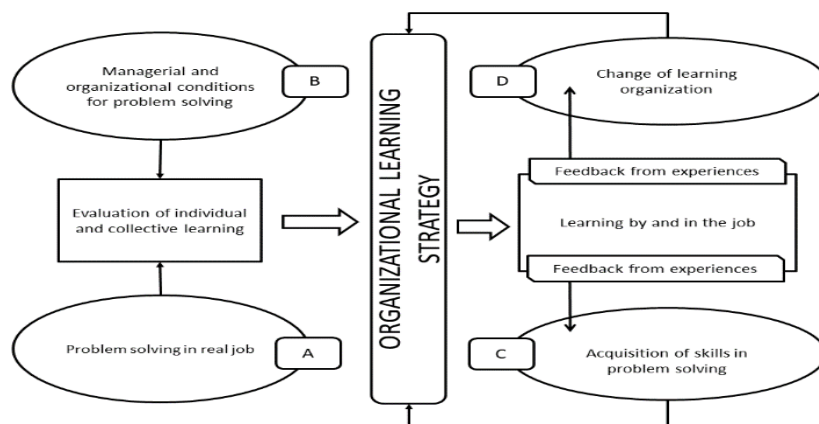 Managerial and
organizational conditions
for problem solving
B
Evaluation of individual
and collective learning
Problem solving in real job
A
ORGANIZATIONAL LEARNING
STRATEGY
D
Change of learning
organization
Feedback from experiences
Learning by and in the job
Feedback from experiences
C
Acquisition of skills in
problem solving